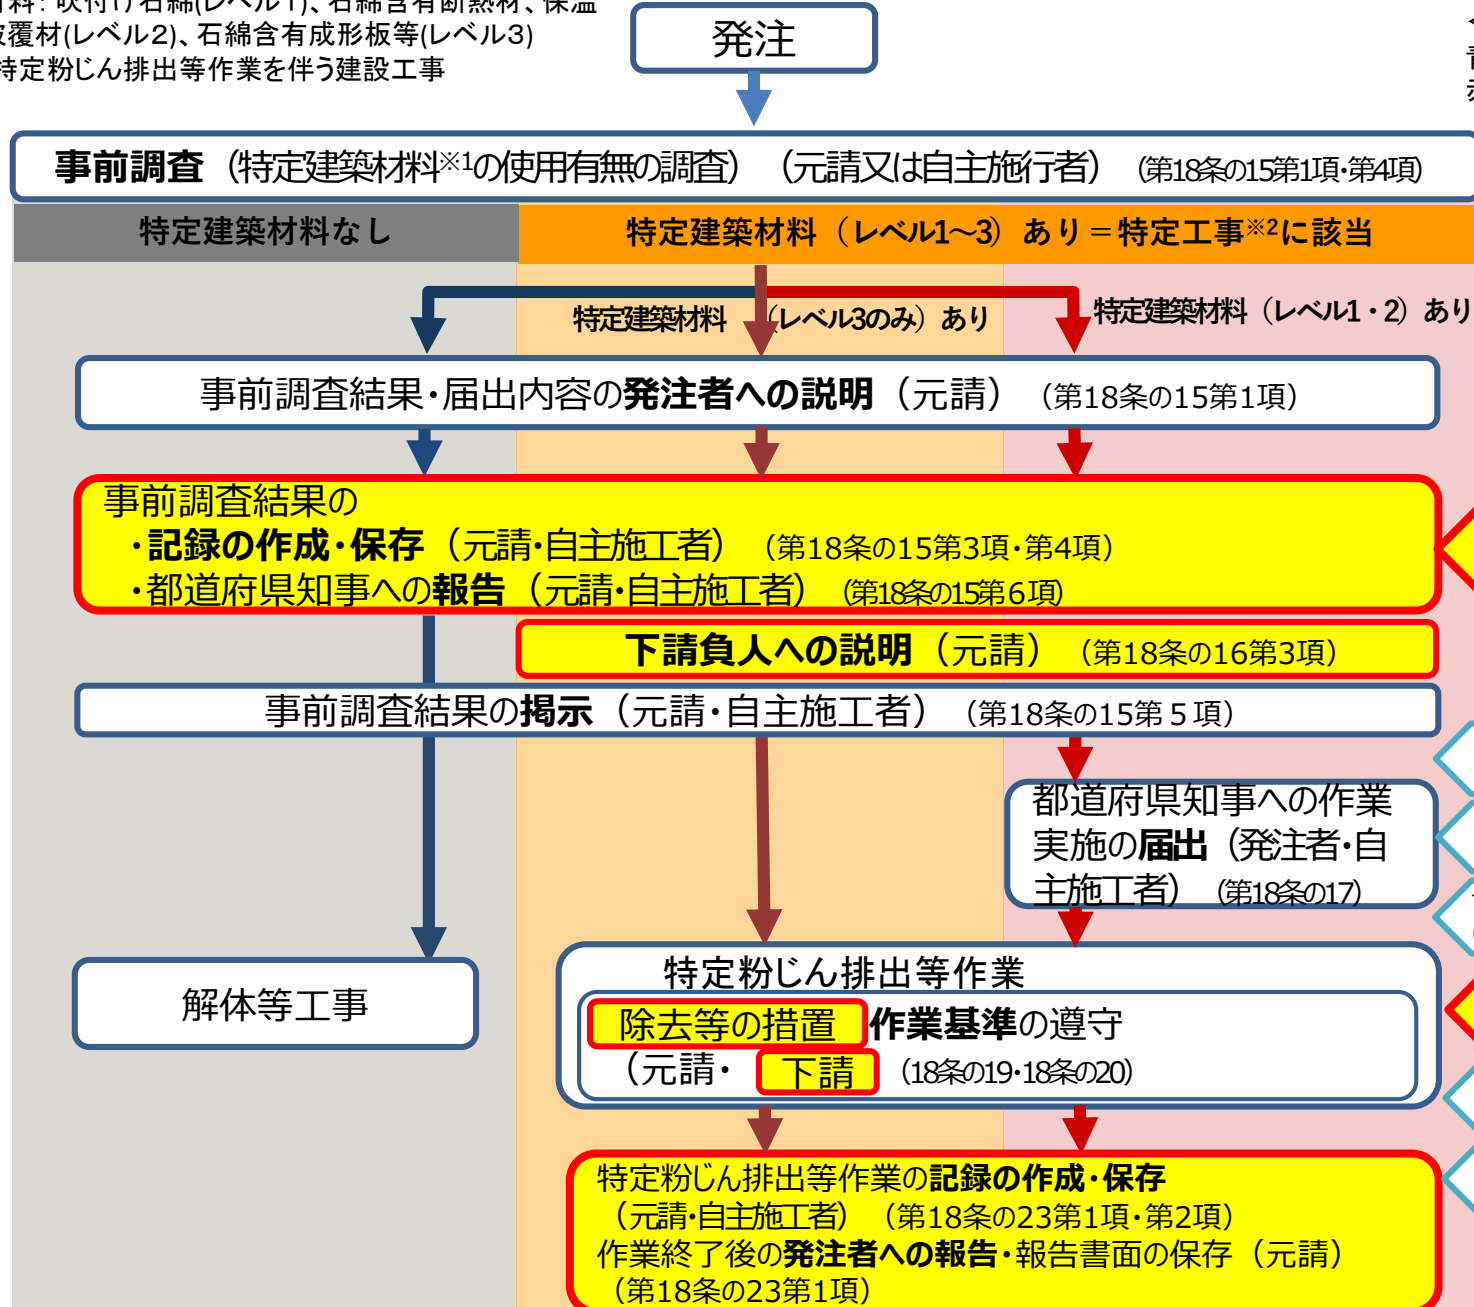 料：吹付け石綿(レベル1)、石綿含有断熱材、保温
覆材(レベル2)、石綿含有成形板等(レベル3)
特定粉じん排出等作業を伴う建設工事
発注
事前調査（特定建築材料※1の使用有無の調査）（元請又は自主施行者）（第18条の15第1項・第4項）
特定建築材料なし
特定建築材料（レベル1～3）あり＝特定工事※2に該当
特定建築材料（レベル3のみ）あり
特定建築材料（レベル1・2）あり
事前調査結果・届出内容の発注者への説明（元請）（第18条の15第1項）
事前調査結果の
・記録の作成・保存（元請・自主施工者）（第18条の15第3項・第4項）
・都道府県知事への報告（元請・自主施工者）（第18条の15第６項）
下請負人への説明（元請）（第18条の16第3項）
事前調査結果の掲示（元請・自主施工者）（第18条の15第５項）
都道府県知事への作業
実施の届出（発注者・自
主施工者）（第18条の17）
解体等工事
特定粉じん排出等作業
除去等の措置 作業基準の遵守
（元請・ 下請 （18条の19・18条の20）
特定粉じん排出等作業の記録の作成・保存
（元請・自主施工者）（第18条の23第1項・第2項）
作業終了後の発注者への報告・報告書面の保存（元請）
（第18条の23第1項）